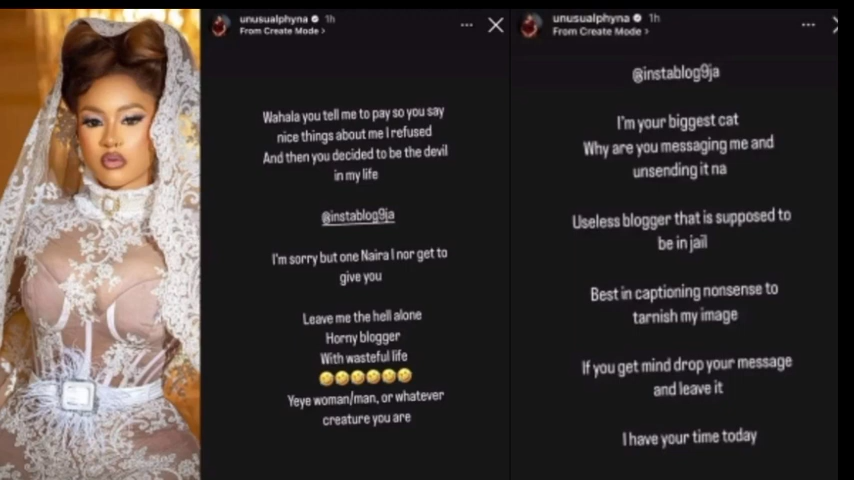 unusualphyna 1h
From Create Mode >
Wahala you tell me to pay so you say
nice things about me I refused
And then you decided to be the devil
in my life
@instablog9ja
I'm sorry but one Naira I nor get to
give you
Leave me the hell alone
Horny blogger
With wasteful life
🤣🤣🤣🤣🤣🤣
Yeye woman/man, or whatever
creature you are
unusualphyna 1h
From Create Mode >
@instablog9ja
I'm your biggest cat
Why are you messaging me and
unsending it na
Useless blogger that is supposed to
be in jail
Best in captioning nonsense to
tarnish my image
If you get mind drop your message
and leave it
I have your time today